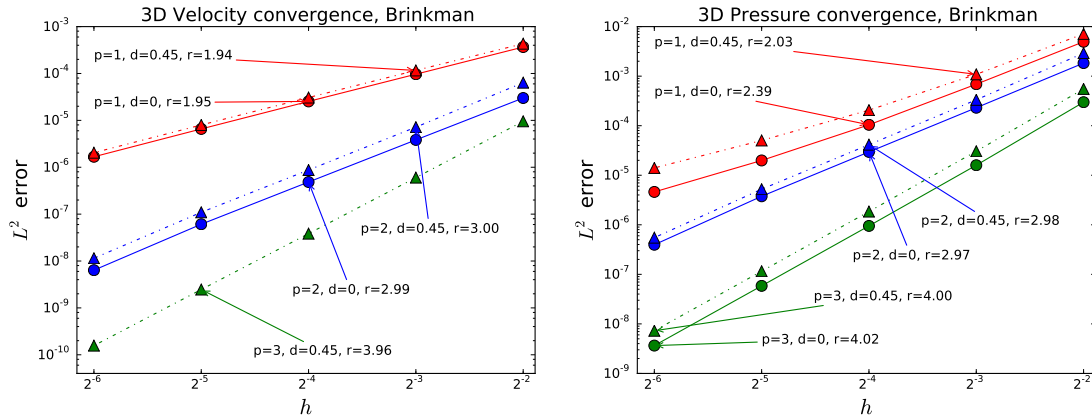 3D Velocity convergence, Brinkman
10⁻³
10⁻⁴
10⁻⁵
10⁻⁶
10⁻⁷
10⁻⁸
10⁻⁹
10⁻¹⁰
L² error
p=1, d=0.45, r=1.94
p=1, d=0, r=1.95
p=2, d=0.45, r=3.00
p=2, d=0, r=2.99
p=3, d=0.45, r=3.96
2⁻⁶ 2⁻⁵ 2⁻⁴ 2⁻³ 2⁻²
h
3D Pressure convergence, Brinkman
10⁻²
10⁻³
10⁻⁴
10⁻⁵
10⁻⁶
10⁻⁷
10⁻⁸
10⁻⁹
L² error
p=1, d=0.45, r=2.03
p=1, d=0, r=2.39
p=2, d=0.45, r=2.98
p=2, d=0, r=2.97
p=3, d=0.45, r=4.00
p=3, d=0, r=4.02
2⁻⁶ 2⁻⁵ 2⁻⁴ 2⁻³ 2⁻²
h